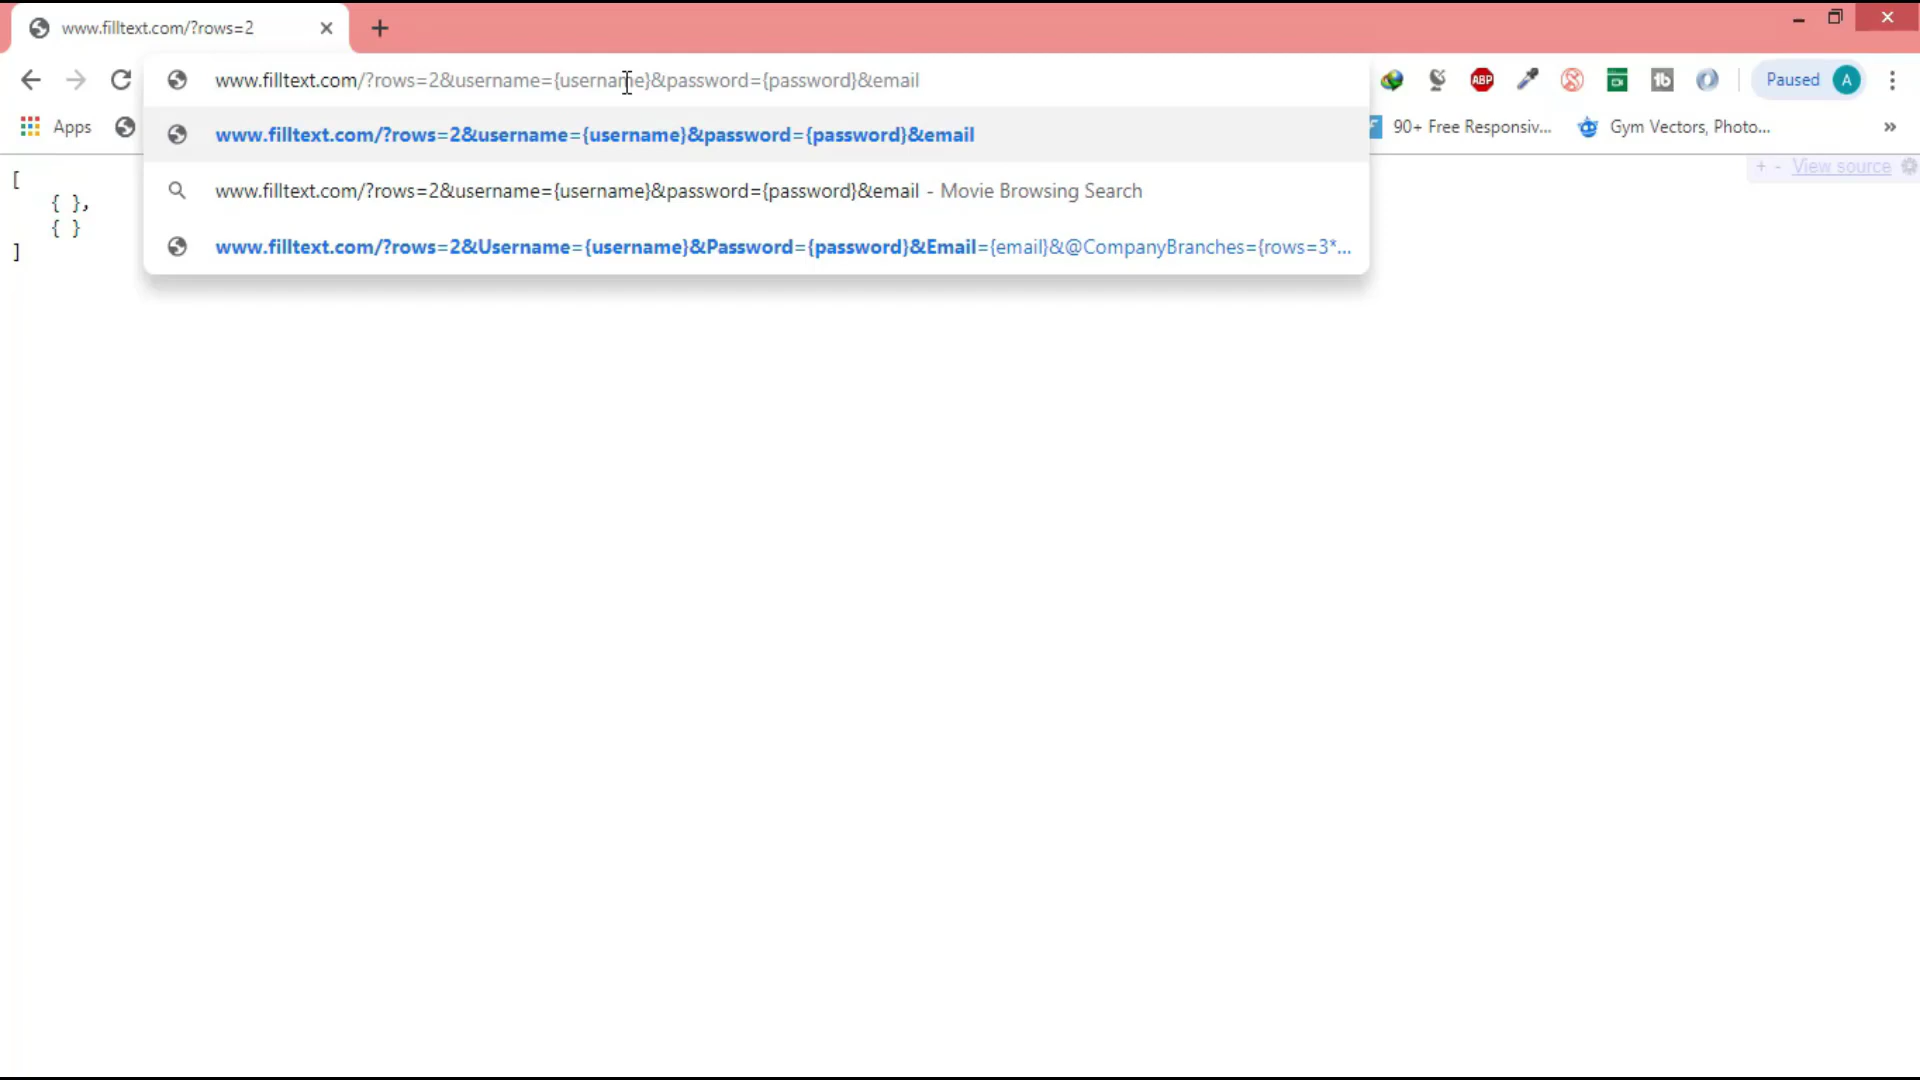 www.filltext.com/?rows=2
www.filltext.com/?rows=2&username={username}&password={password}&email
ABP
1b
Paused
A
Apps
www.filltext.com/?rows=2&username={username}&password={password}&email
90+ Free Responsiv...
Gym Vectors, Photo...
www.filltext.com/?rows=2&username={username}&password={password}&email - Movie Browsing Search
www.filltext.com/?rows=2&Username={username}&Password={password}&Email={email}&@CompanyBranches={rows=3*...
+ - View source
[
{ },
{ }
]